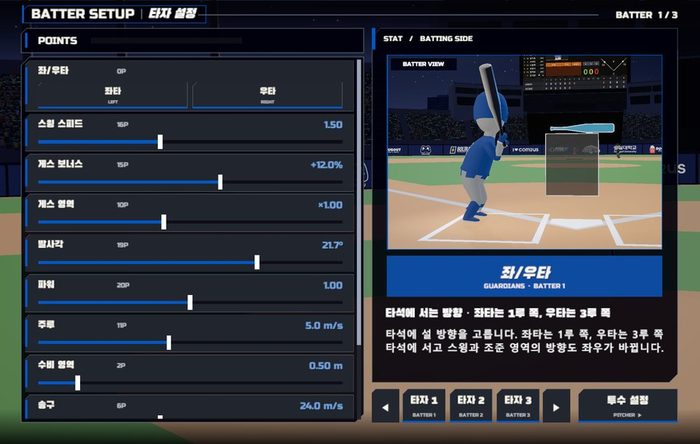 BATTER SETUP | 타자 설정
BATTER 1 / 3
POINTS
좌/우타 0P
좌타
LEFT
우타
RIGHT
스윙 스피드 16P 1.50
게스 보너스 15P +12.0%
게스 영역 10P ×1.00
발사각 19P 21.7°
파워 20P 1.00
주루 11P 5.0 m/s
수비 영역 2P 0.50 m
송구 6P 24.0 m/s
STAT / BATTING SIDE
BATTER VIEW
좌/우타
GUARDIANS · BATTER 1
타석에 서는 방향 · 좌타는 1루 쪽, 우타는 3루 쪽
타석에 설 방향을 고릅니다. 좌타는 1루 쪽, 우타는 3루 쪽
타석에 서고 스윙과 조준 영역의 방향도 좌우가 바뀝니다.
◀
타자 1
BATTER 1
타자 2
BATTER 2
타자 3
BATTER 3
▶
투수 설정
PITCHER ▶